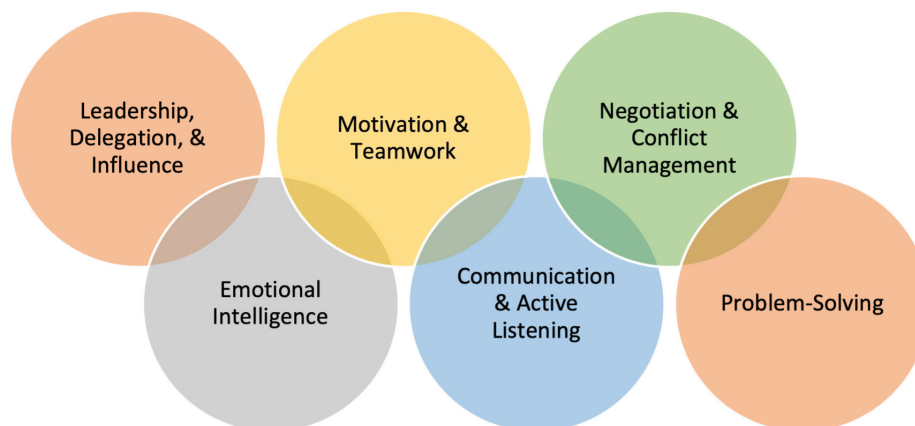 Leadership,
Delegation, &
Influence
Motivation &
Teamwork
Negotiation &
Conflict
Management
Emotional
Intelligence
Communication
& Active
Listening
Problem-Solving